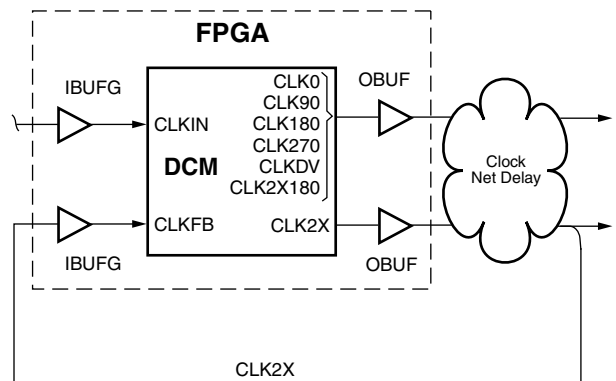 FPGA
IBUFG
CLKIN
DCM
CLK0
CLK90
CLK180
CLK270
CLKDV
CLK2X180
OBUF
Clock
Net Delay
CLKFB
CLK2X
IBUFG
OBUF
CLK2X